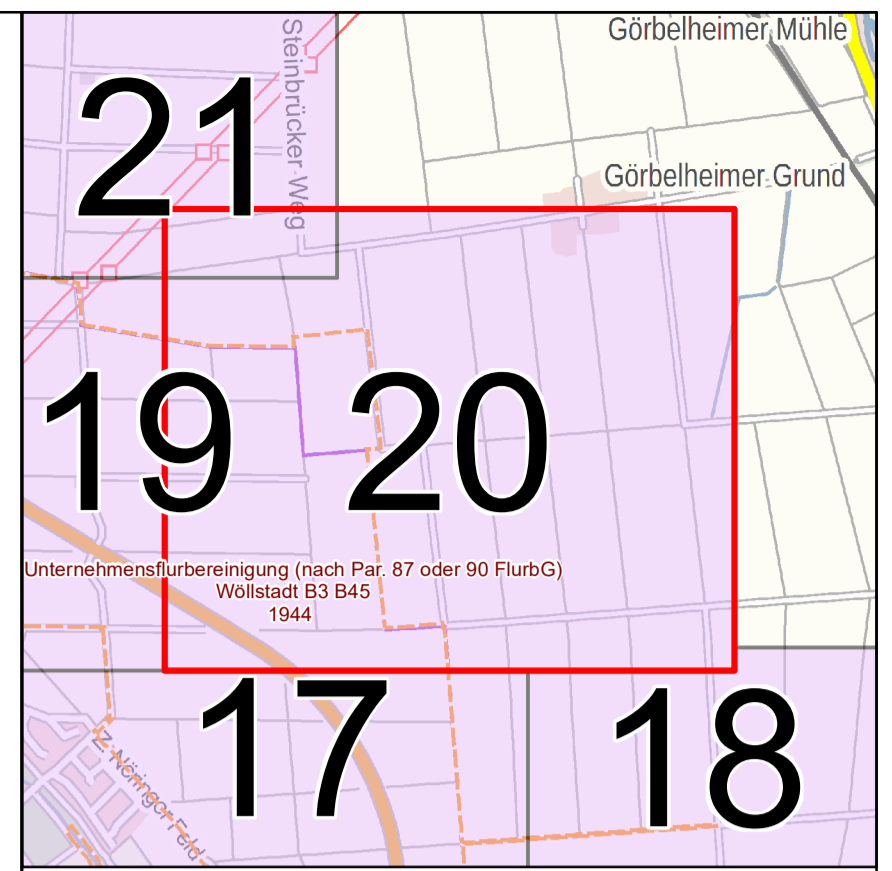 Görbelheimer Mühle
Steinbrücker-Weg
21
Görbelheimer Grund
19
20
Unternehmensflurbereinigung (nach Par. 87 oder 90 FlurbG)
Wöllstadt B3 B45
1944
17
18
Z. Nöringer Feld